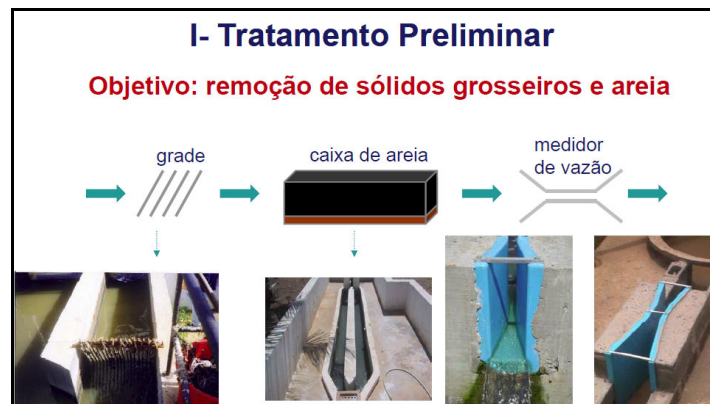 I- Tratamento Preliminar
Objetivo: remoção de sólidos grosseiros e areia
grade
caixa de areia
medidor
de vazão